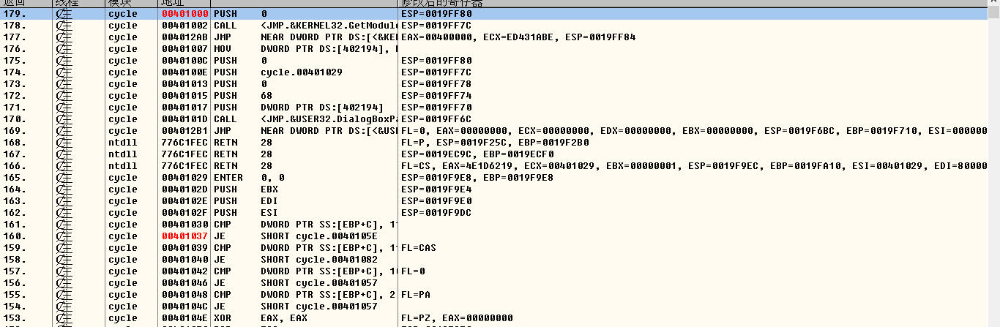 返回 线程 模块 地址 修改后的寄存器
179. 主 cycle 00401000 PUSH 0 ESP=0019FF80
178. 主 cycle 00401002 CALL <JMP.&KERNEL32.GetModul ESP=0019FF7C
177. 主 cycle 004012AB JMP NEAR DWORD PTR DS:[<&KE EAX=00400000, ECX=ED431ABE, ESP=0019FF84
176. 主 cycle 00401007 MOV DWORD PTR DS:[402194],
175. 主 cycle 0040100C PUSH 0 ESP=0019FF80
174. 主 cycle 0040100E PUSH cycle.00401029 ESP=0019FF7C
173. 主 cycle 00401013 PUSH 0 ESP=0019FF78
172. 主 cycle 00401015 PUSH 68 ESP=0019FF74
171. 主 cycle 00401017 PUSH DWORD PTR DS:[402194] ESP=0019FF70
170. 主 cycle 0040101D CALL <JMP.&USER32.DialogBoxP ESP=0019FF6C
169. 主 cycle 004012B1 JMP NEAR DWORD PTR DS:[<&US FL=0, EAX=00000000, ECX=00000000, EDX=00000000, EBX=00000000, ESP=0019F6BC, EBP=0019F710, ESI=000000
168. 主 ntdll 776C1FEC RETN 28 FL=P, ESP=0019F25C, EBP=0019F2B0
167. 主 ntdll 776C1FEC RETN 28 ESP=0019EC9C, EBP=0019ECF0
166. 主 ntdll 776C1FEC RETN 28 FL=CS, EAX=4E1D6219, ECX=00401029, EBX=00000001, ESP=0019F9EC, EBP=0019FA10, ESI=00401029, EDI=80000
165. 主 cycle 00401029 ENTER 0, 0 ESP=0019F9E8, EBP=0019F9E8
164. 主 cycle 0040102D PUSH EBX ESP=0019F9E4
163. 主 cycle 0040102E PUSH EDI ESP=0019F9E0
162. 主 cycle 0040102F PUSH ESI ESP=0019F9DC
161. 主 cycle 00401030 CMP DWORD PTR SS:[EBP+C], 1
160. 主 cycle 00401037 JE SHORT cycle.0040105E
159. 主 cycle 00401039 CMP DWORD PTR SS:[EBP+C], 1 FL=CAS
158. 主 cycle 00401040 JE SHORT cycle.00401082
157. 主 cycle 00401042 CMP DWORD PTR SS:[EBP+C], 1 FL=0
156. 主 cycle 00401046 JE SHORT cycle.00401057
155. 主 cycle 00401048 CMP DWORD PTR SS:[EBP+C], 2 FL=PA
154. 主 cycle 0040104C JE SHORT cycle.00401057
153. 主 cycle 0040104E XOR EAX, EAX FL=PZ, EAX=00000000